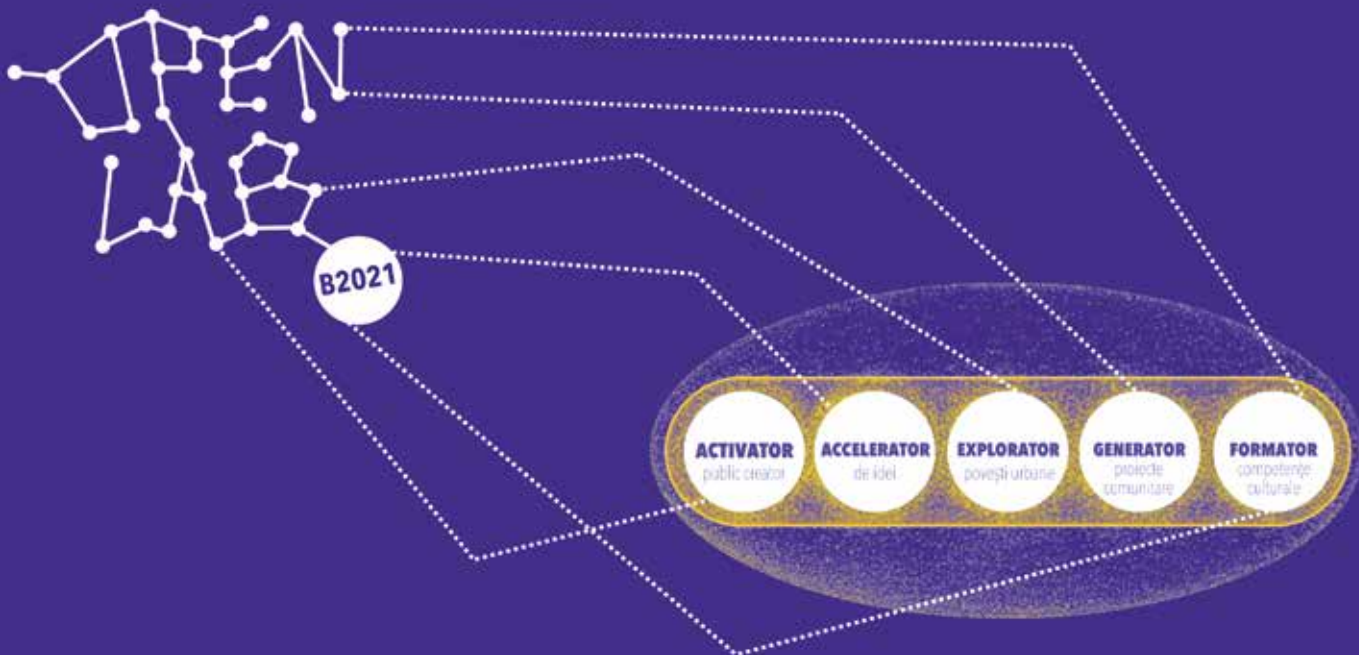 OPEN
LAB
B2021
ACTIVATOR
public creator
ACCELERATOR
de idei
EXPLORATOR
povești urbane
GENERATOR
proiecte
comunitare
FORMATOR
competențe
culturale